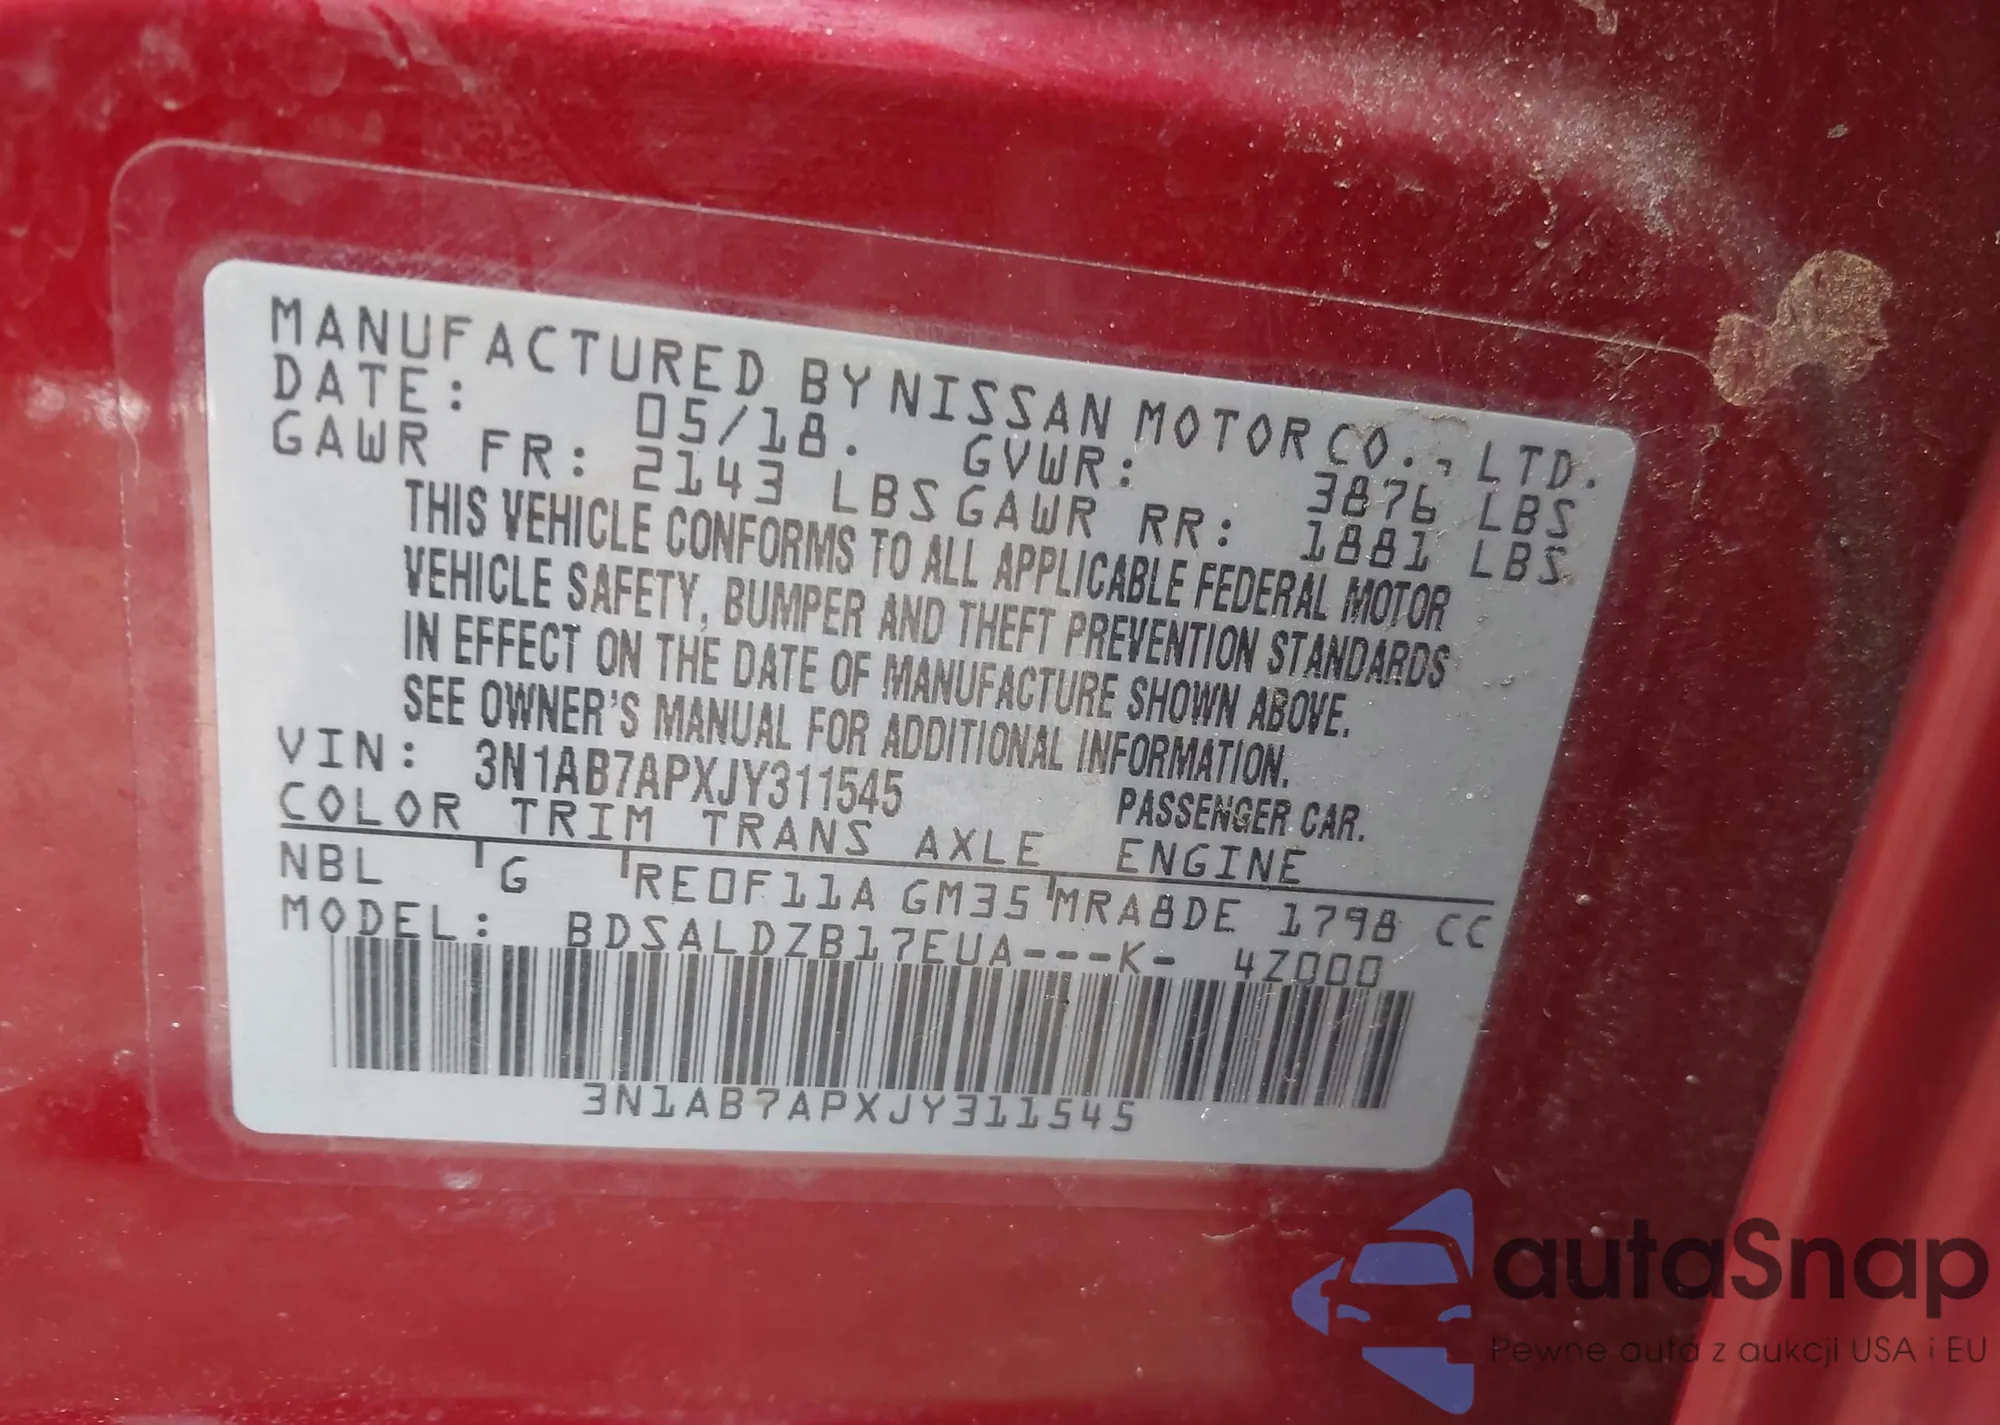 MANUFACTURED BY NISSAN MOTOR CO., LTD.
DATE: 05/18. GVWR: 3876 LBS
GAWR FR: 2143 LBS GAWR RR: 1881 LBS
THIS VEHICLE CONFORMS TO ALL APPLICABLE FEDERAL MOTOR
VEHICLE SAFETY, BUMPER AND THEFT PREVENTION STANDARDS
IN EFFECT ON THE DATE OF MANUFACTURE SHOWN ABOVE.
SEE OWNER'S MANUAL FOR ADDITIONAL INFORMATION.
VIN: 3N1AB7APXJY311545 PASSENGER CAR.
COLOR TRIM TRANS AXLE ENGINE
NBL G RE0F11A GM35 MRA8DE 1798 CC
MODEL: BDSALDZB17EUA---K- 4Z000
3N1AB7APXJY311545
autaSnap
Pewne auta z aukcji USA i EU